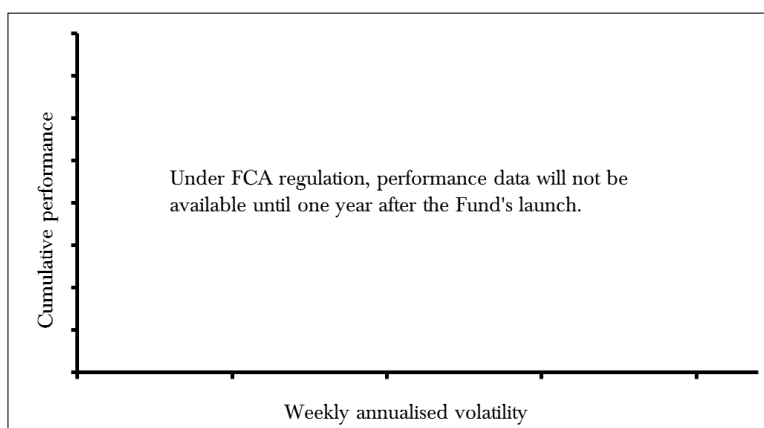 Cumulative performance
Under FCA regulation, performance data will not be
available until one year after the Fund's launch.
Weekly annualised volatility